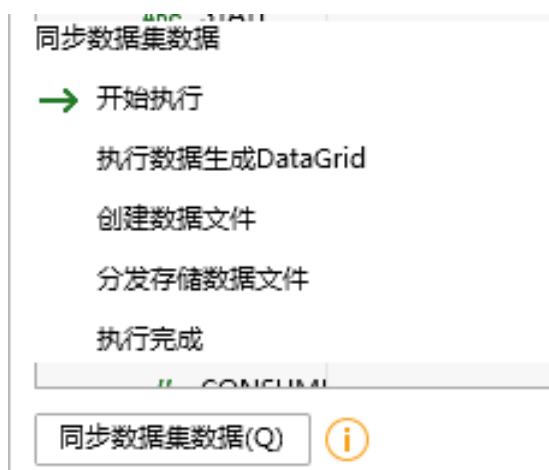 同步数据集数据
开始执行
执行数据生成DataGrid
创建数据文件
分发存储数据文件
执行完成
同步数据集数据(Q)